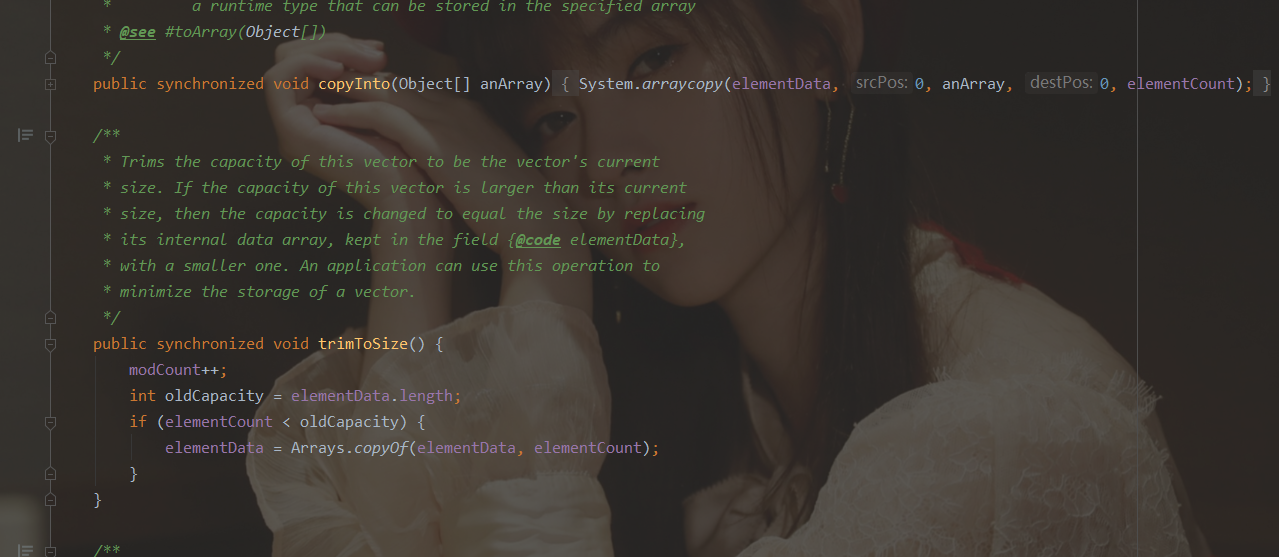 *         a runtime type that can be stored in the specified array
* @see #toArray(Object[])
*/
public synchronized void copyInto(Object[] anArray) { System.arraycopy(elementData, srcPos: 0, anArray, destPos: 0, elementCount); }
/**
* Trims the capacity of this vector to be the vector's current
* size. If the capacity of this vector is larger than its current
* size, then the capacity is changed to equal the size by replacing
* its internal data array, kept in the field {@code elementData},
* with a smaller one. An application can use this operation to
* minimize the storage of a vector.
*/
public synchronized void trimToSize() {
modCount++;
int oldCapacity = elementData.length;
if (elementCount < oldCapacity) {
elementData = Arrays.copyOf(elementData, elementCount);
}
}
/**